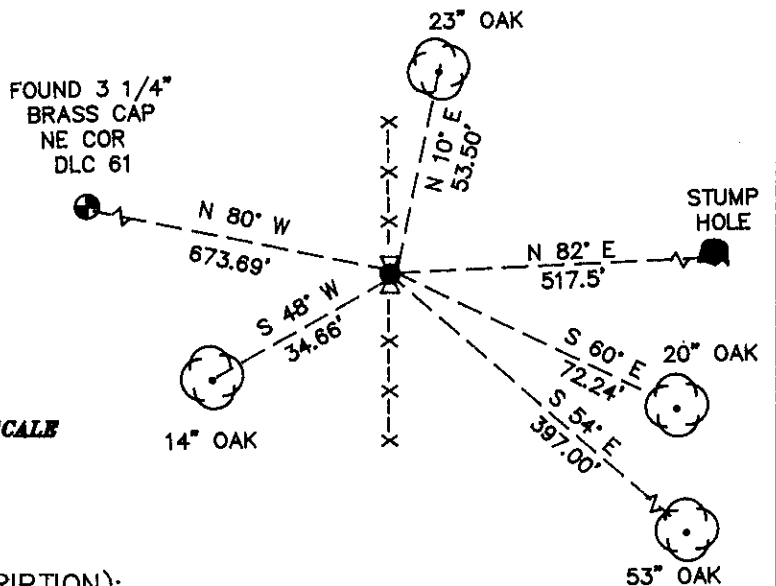 23" OAK
FOUND 3 1/4"
BRASS CAP
NE COR
DLC 61
N 10° E
53.50'
N 80° W
673.69'
STUMP
HOLE
N 82° E
517.5'
S 48° W
34.66'
S 60° E
72.24'
20" OAK
S 54° E
397.00'
14" OAK
53" OAK